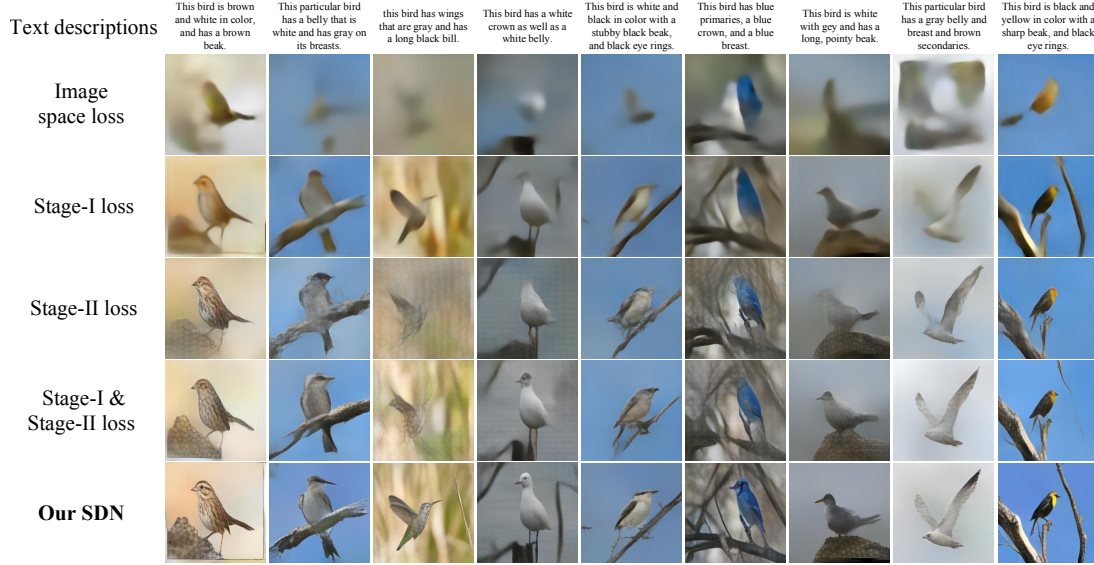 Text descriptions
This bird is brown
and white in color,
and has a brown
beak.
This particular bird
has a belly that is
white and has gray on
its breasts.
this bird has wings
that are gray and has
a long black bill.
This bird has a white
crown as well as a
white belly.
This bird is white and
black in color with a
stubby black beak,
and black eye rings.
This bird has blue
primaries, a blue
crown, and a blue
breast.
This bird is white
with gey and has a
long, pointy beak.
This particular bird
has a gray belly and
breast and brown
secondaries.
This bird is black and
yellow in color with a
sharp beak, and black
eye rings.
Image
space loss
Stage-I loss
Stage-II loss
Stage-I &
Stage-II loss
Our SDN